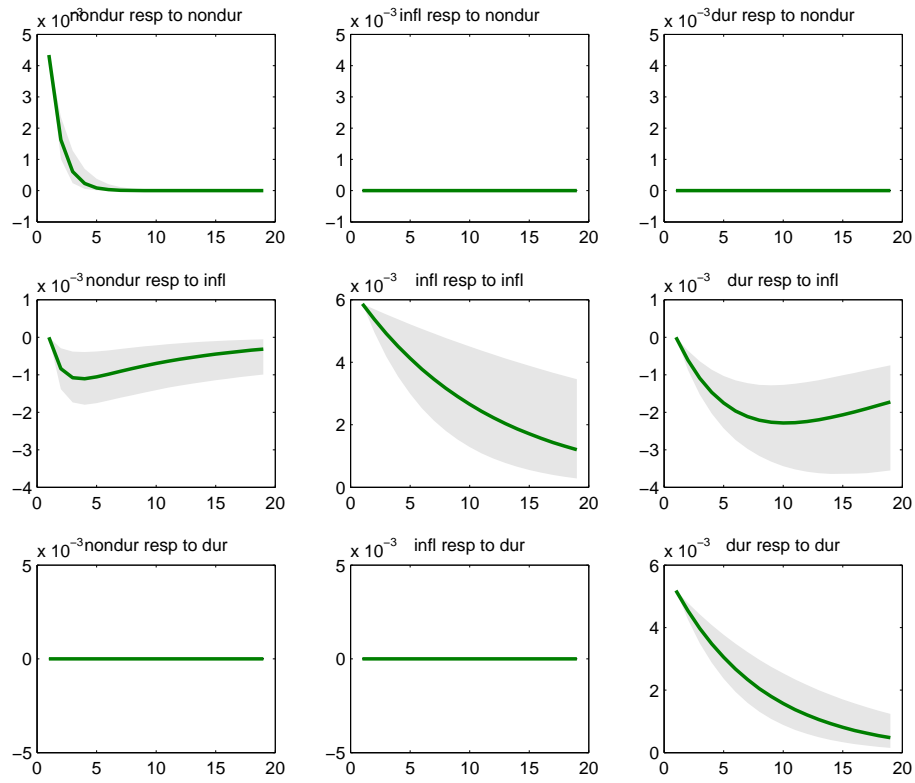 x 10⁻³ nondur resp to nondur
5
4
3
2
1
0
−1
0 5 10 15 20
x 10⁻³ infl resp to nondur
5
4
3
2
1
0
−1
0 5 10 15 20
x 10⁻³ dur resp to nondur
5
4
3
2
1
0
−1
0 5 10 15 20
x 10⁻³ nondur resp to infl
1
0
−1
−2
−3
−4
0 5 10 15 20
x 10⁻³ infl resp to infl
6
4
2
0
0 5 10 15 20
x 10⁻³ dur resp to infl
1
0
−1
−2
−3
−4
0 5 10 15 20
x 10⁻³ nondur resp to dur
5
0
−5
0 5 10 15 20
x 10⁻³ infl resp to dur
5
0
−5
0 5 10 15 20
x 10⁻³ dur resp to dur
6
4
2
0
0 5 10 15 20